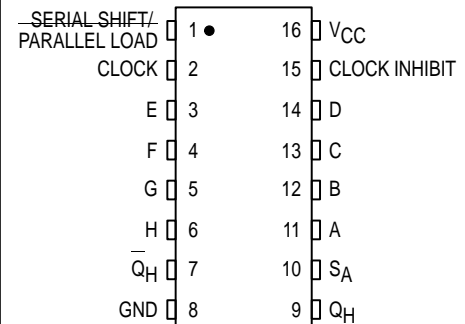 SERIAL SHIFT/
PARALLEL LOAD 1 16 VCC
CLOCK 2 15 CLOCK INHIBIT
E 3 14 D
F 4 13 C
G 5 12 B
H 6 11 A
Q̅H 7 10 SA
GND 8 9 QH